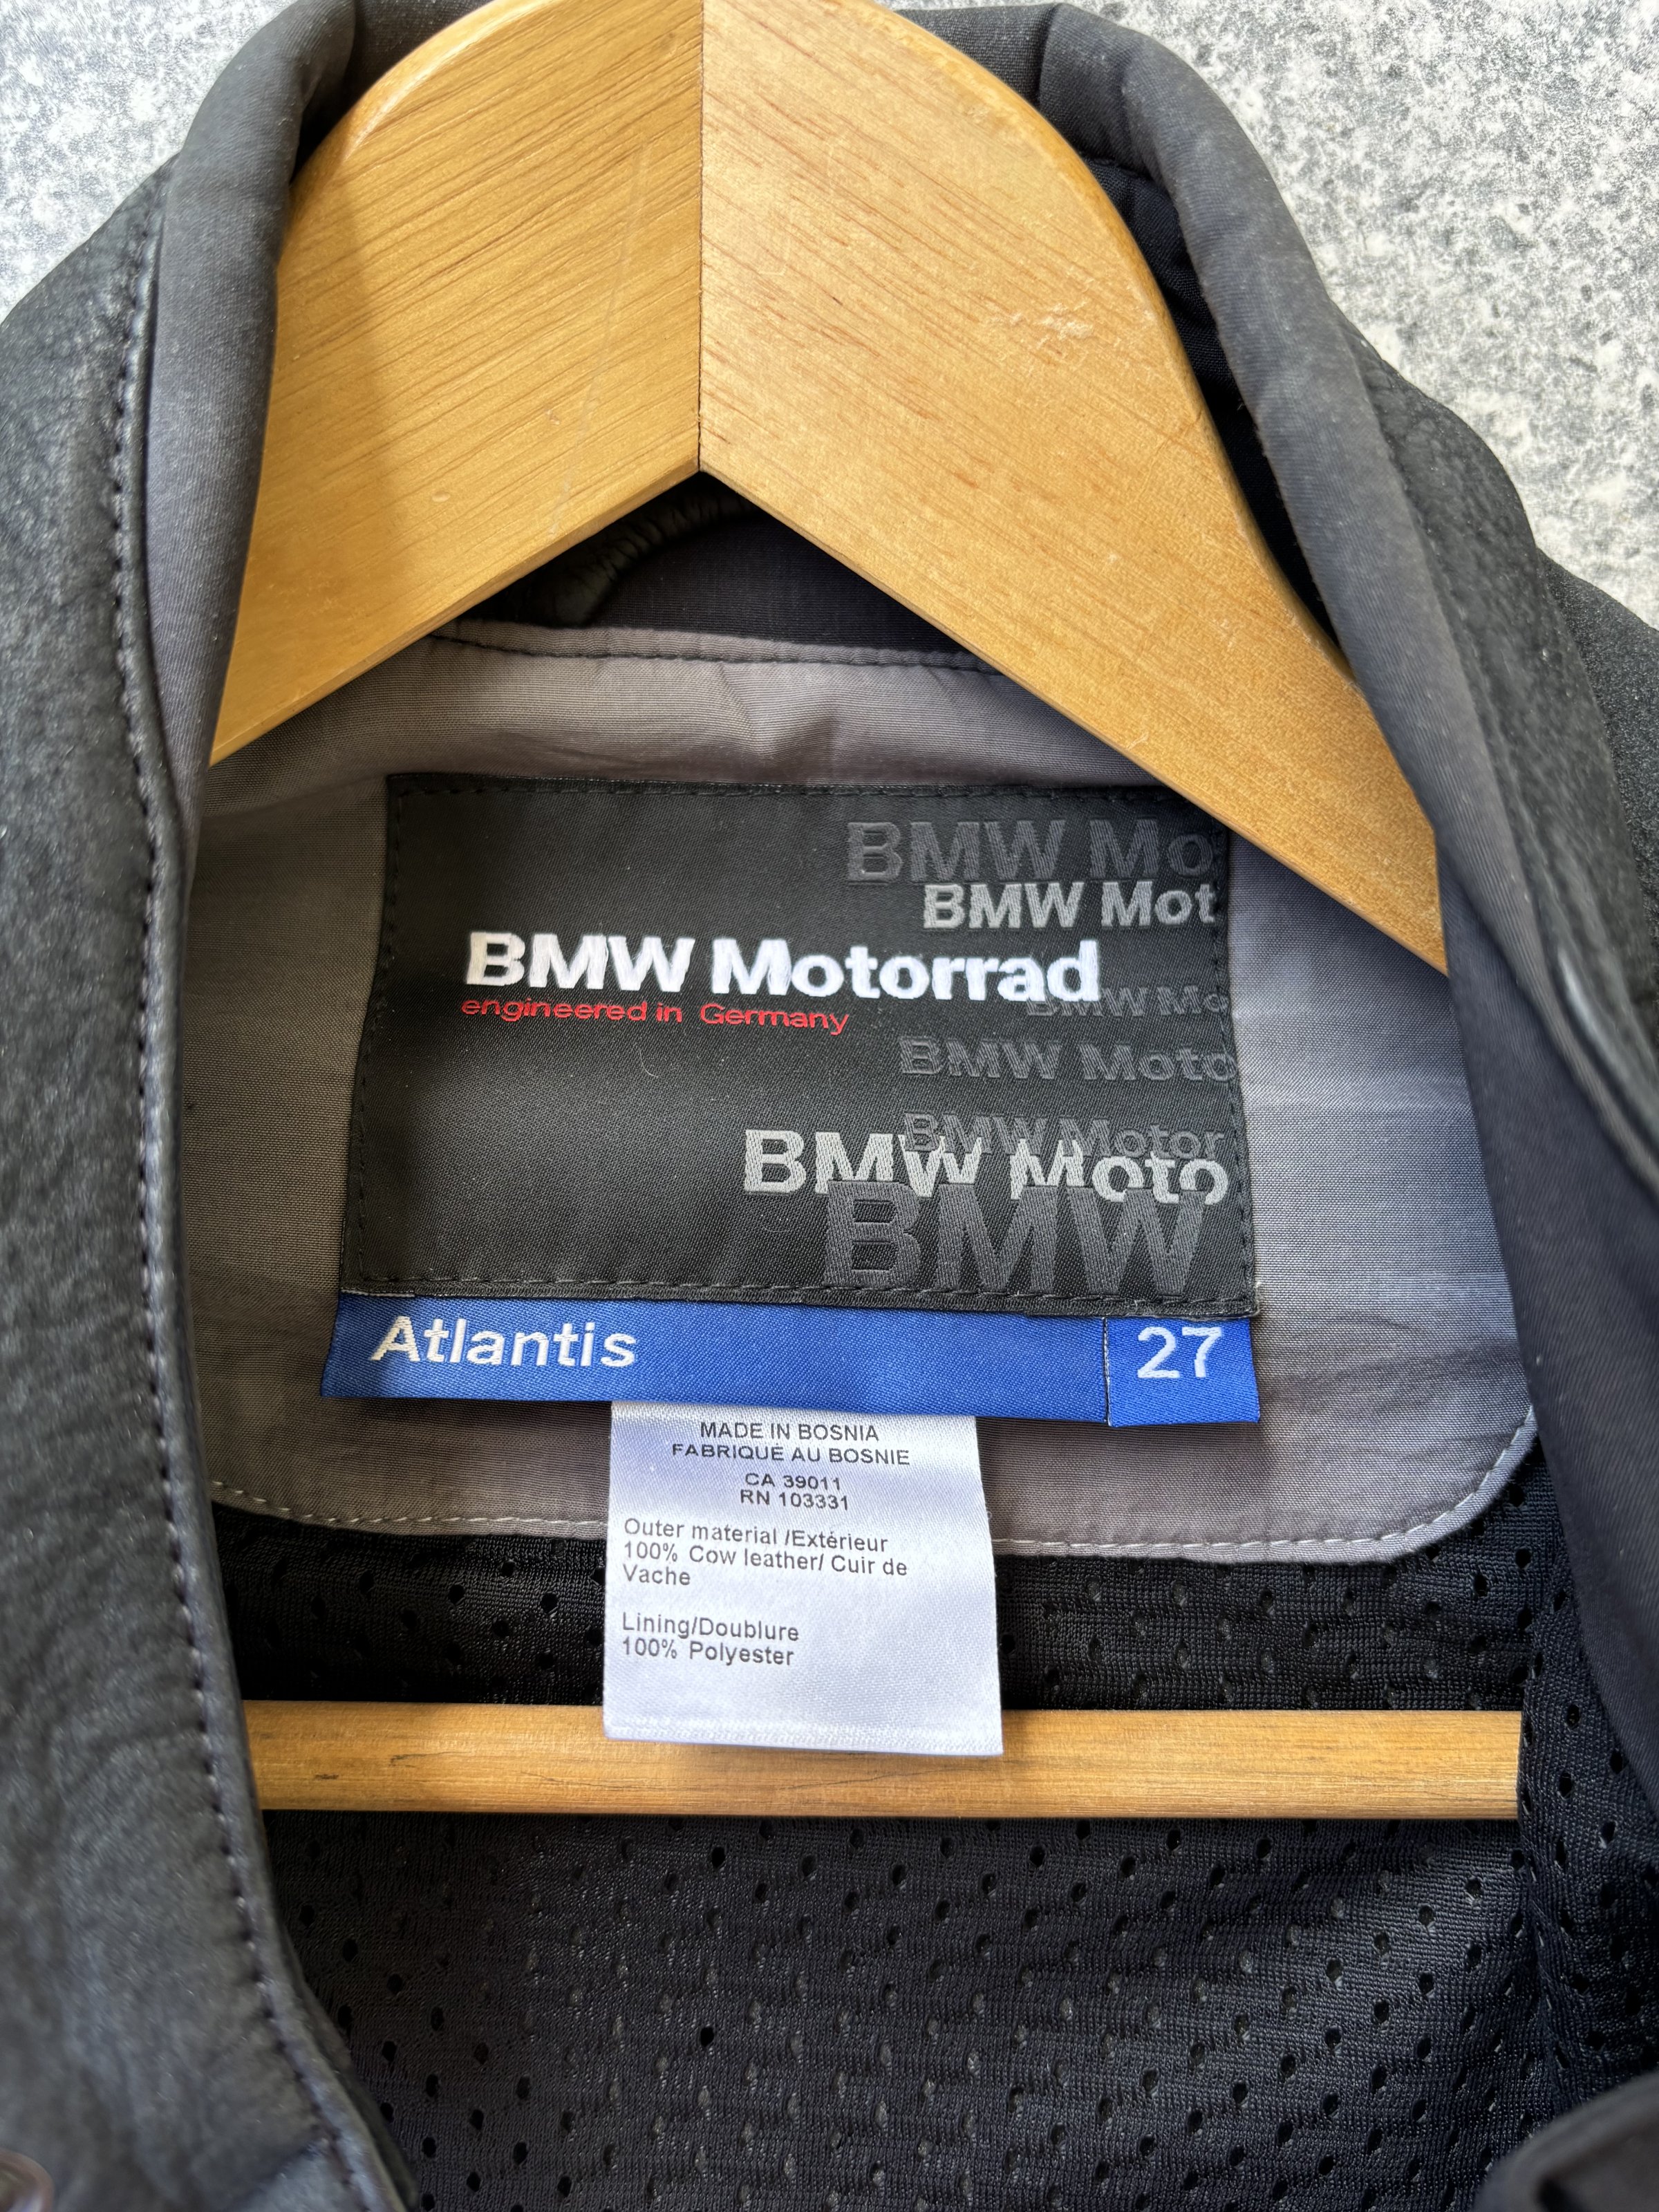 BMW Mo
BMW Mot
BMW Motorrad
engineered in Germany
BMW Mo
BMW Moto
BMW Motor
BMW Moto
BMW
Atlantis 27
MADE IN BOSNIA
FABRIQUÉ AU BOSNIE
CA 39011
RN 103331
Outer material /Extérieur
100% Cow leather/ Cuir de
Vache
Lining/Doublure
100% Polyester